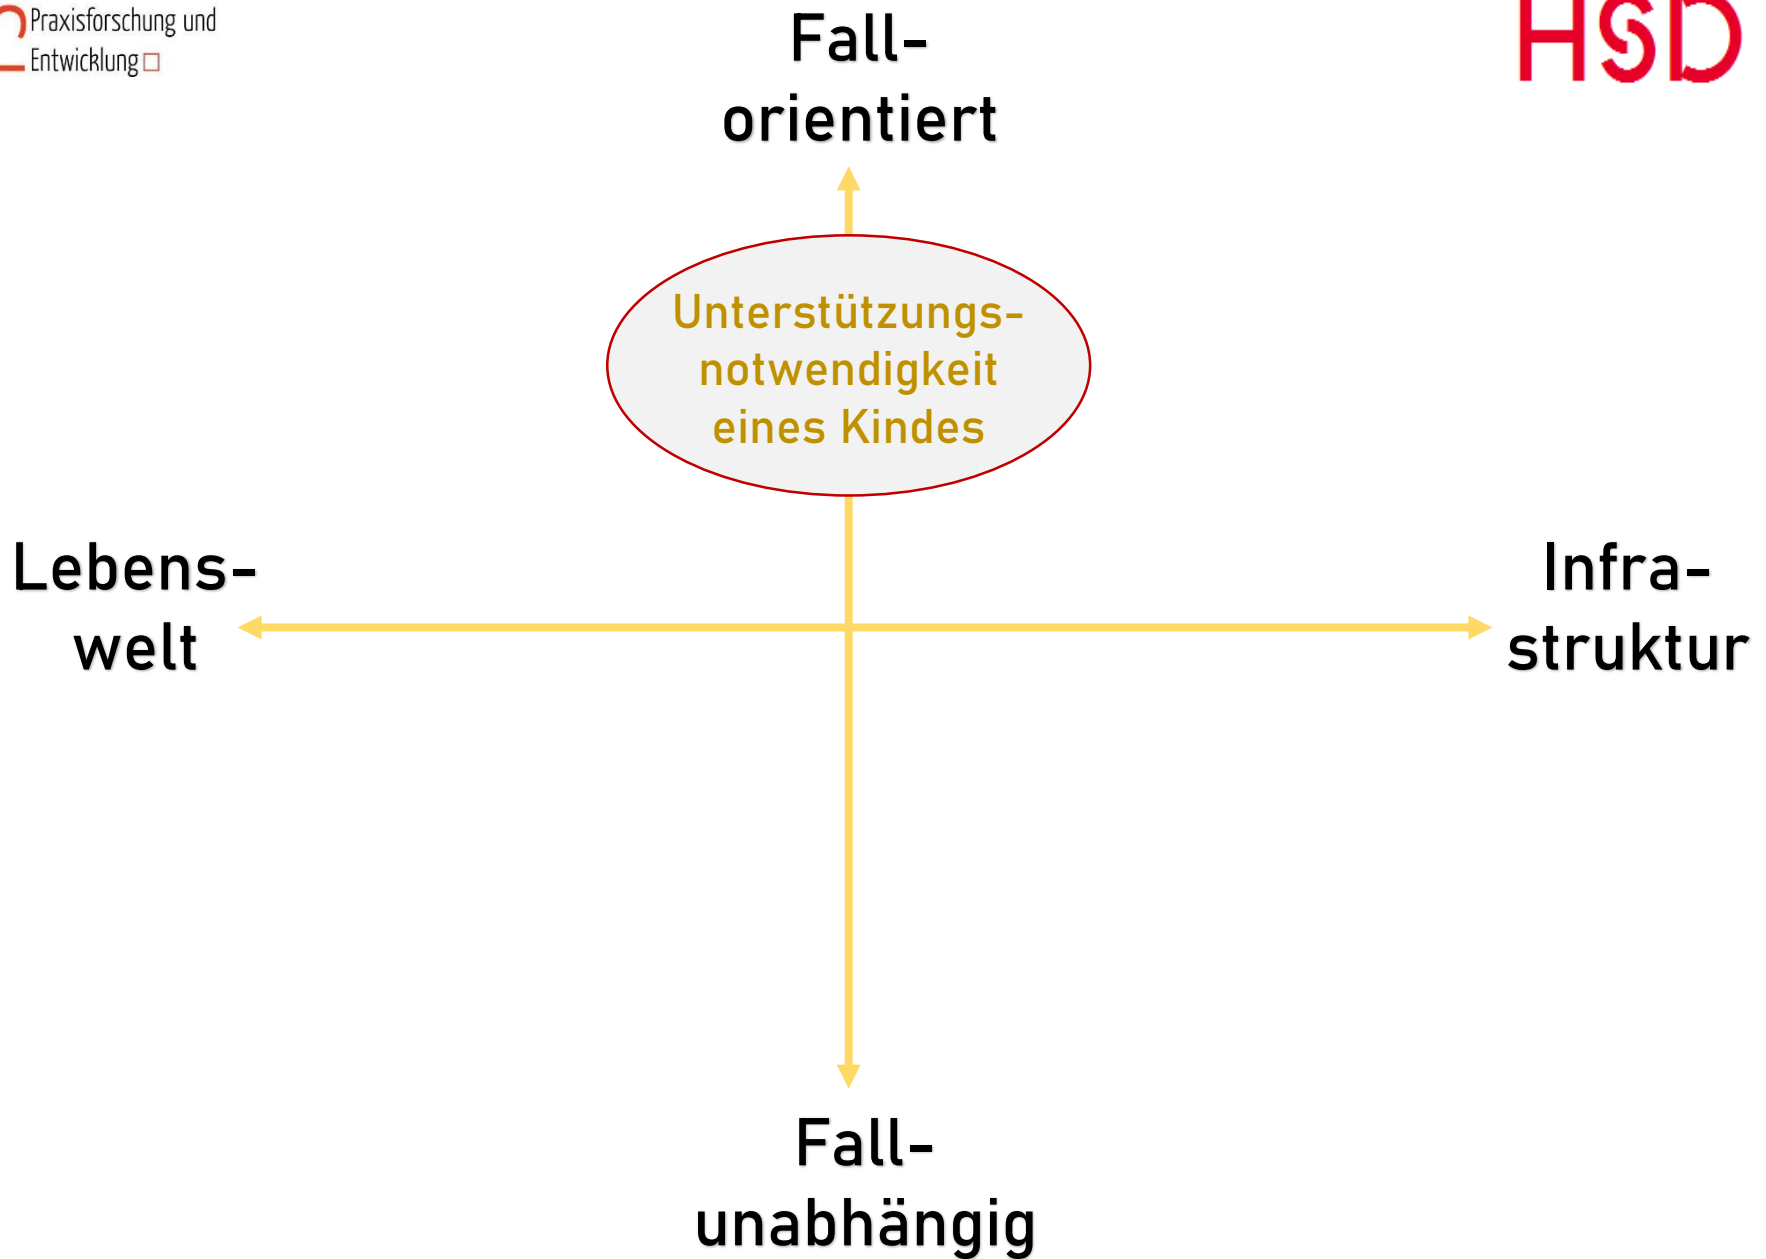 Praxisforschung und
Entwicklung
HSD
Fall-
orientiert
Unterstützungs-
notwendigkeit
eines Kindes
Lebens-
welt
Infra-
struktur
Fall-
unabhängig